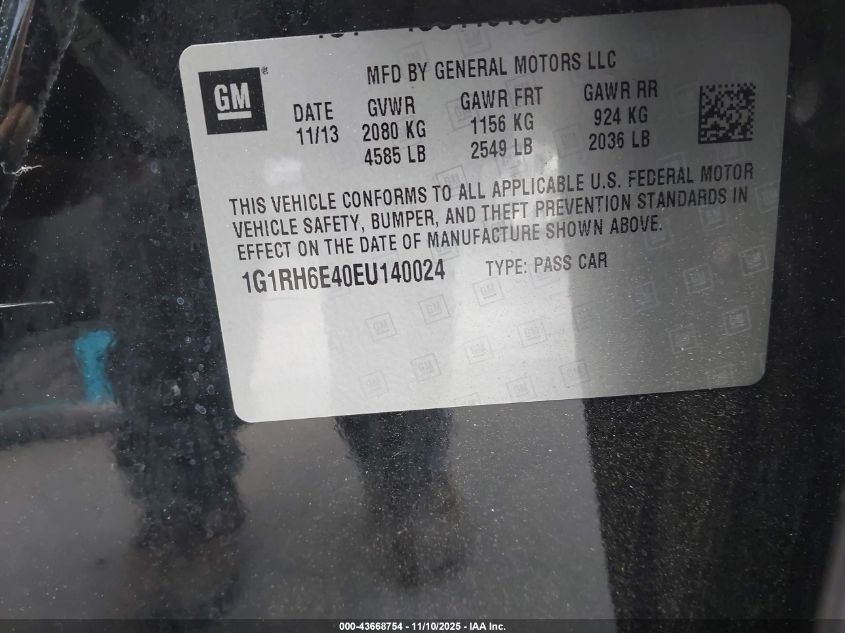 MFD BY GENERAL MOTORS LLC
GM
DATE GVWR GAWR FRT GAWR RR
11/13 2080 KG 1156 KG 924 KG
4585 LB 2549 LB 2036 LB
THIS VEHICLE CONFORMS TO ALL APPLICABLE U.S. FEDERAL MOTOR
VEHICLE SAFETY, BUMPER, AND THEFT PREVENTION STANDARDS IN
EFFECT ON THE DATE OF MANUFACTURE SHOWN ABOVE.
1G1RH6E40EU140024 TYPE: PASS CAR
000-43668754 - 11/10/2025 - IAA Inc.